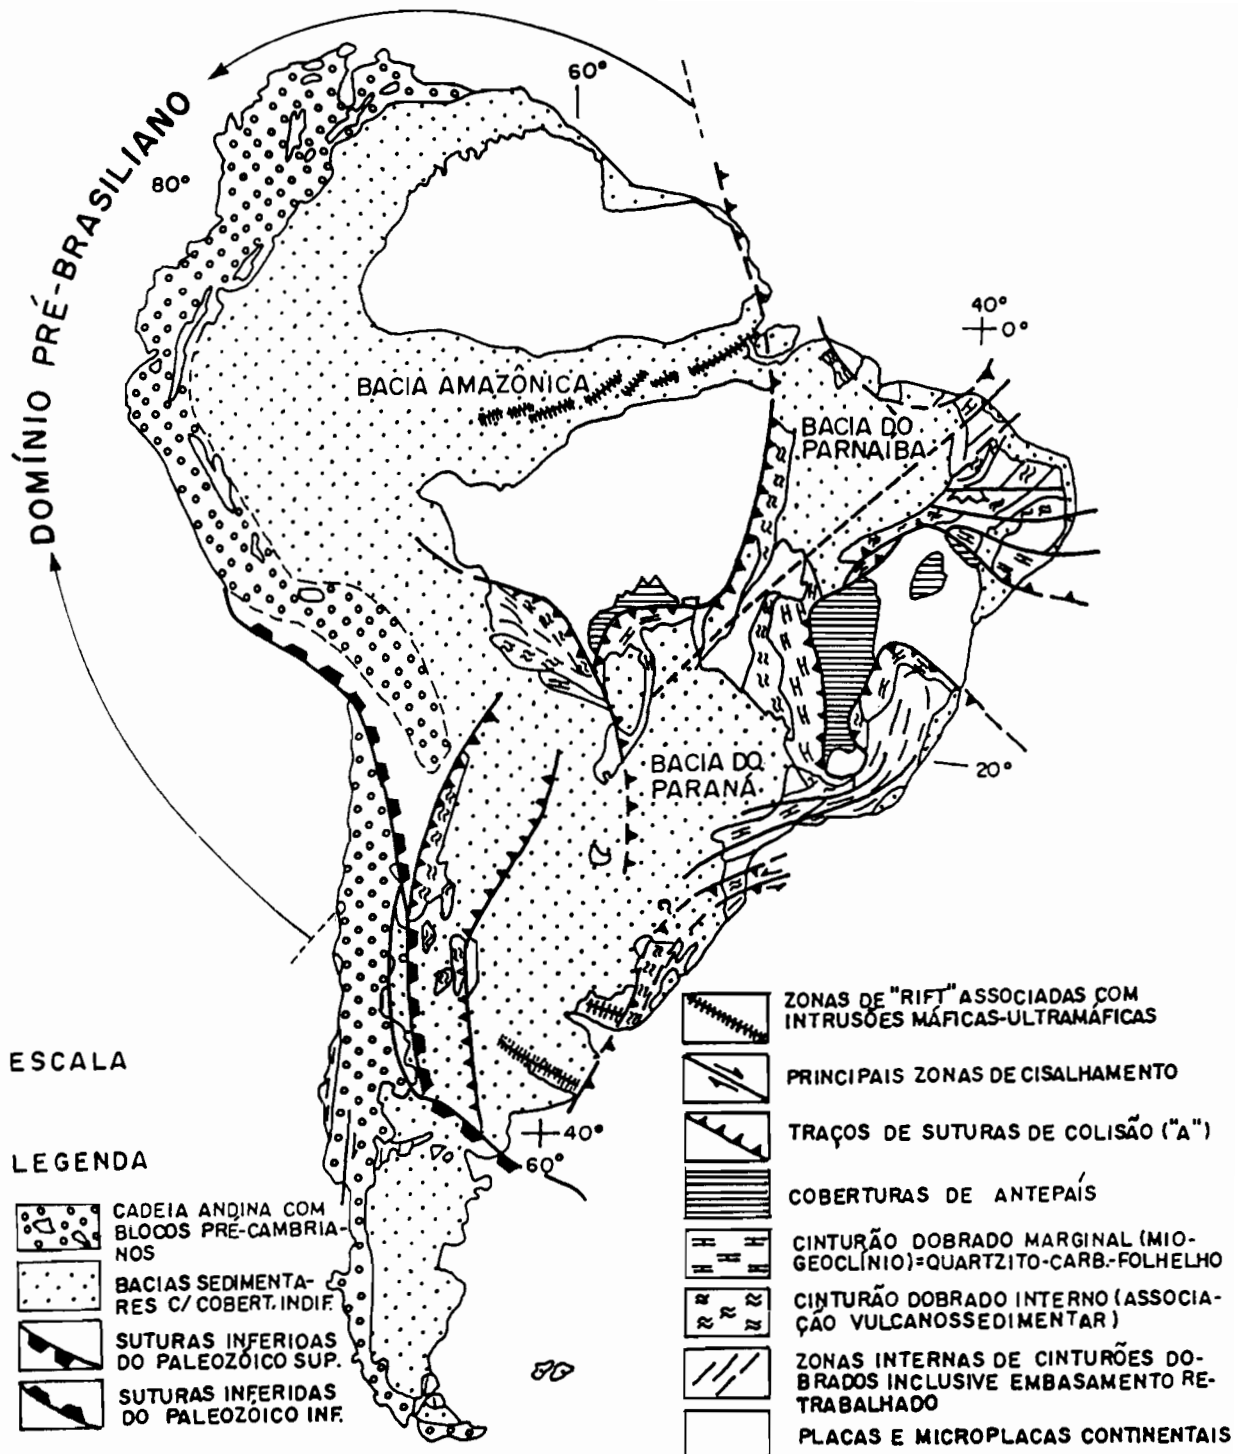 DOMÍNIO PRÉ-BRASILIANO
60°
80°
40°
0°
BACIA AMAZÔNICA
BACIA DO
PARNAÍBA
BACIA DO
PARANÁ
20°
?
40°
60°
ESCALA
LEGENDA
CADEIA ANDINA COM
BLOCOS PRÉ-CAMBRIA-
NOS
BACIAS SEDIMENTA-
RES C/ COBERT. INDIF.
SUTURAS INFERIDAS
DO PALEOZÓICO SUP.
SUTURAS INFERIDAS
DO PALEOZÓICO INF.
ZONAS DE "RIFT" ASSOCIADAS COM
INTRUSÕES MÁFICAS-ULTRAMÁFICAS
PRINCIPAIS ZONAS DE CISALHAMENTO
TRAÇOS DE SUTURAS DE COLISÃO ("A")
COBERTURAS DE ANTEPAÍS
CINTURÃO DOBRADO MARGINAL (MIO-
GEOCLÍNIO)=QUARTZITO-CARB.-FOLHELHO
CINTURÃO DOBRADO INTERNO (ASSOCIA-
ÇÃO VULCANOSSEDIMENTAR)
ZONAS INTERNAS DE CINTURÕES DO-
BRADOS INCLUSIVE EMBASAMENTO RE-
TRABALHADO
PLACAS E MICROPLACAS CONTINENTAIS